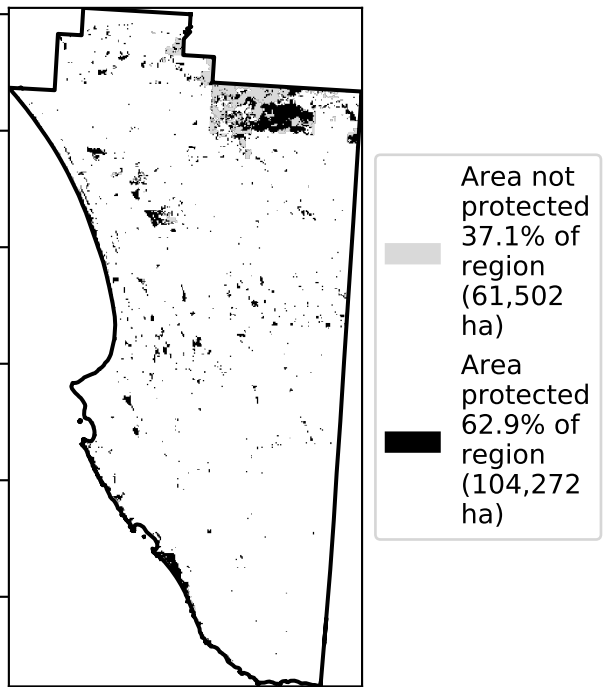 Area not
protected
37.1% of
region
(61,502
ha)
Area
protected
62.9% of
region
(104,272
ha)